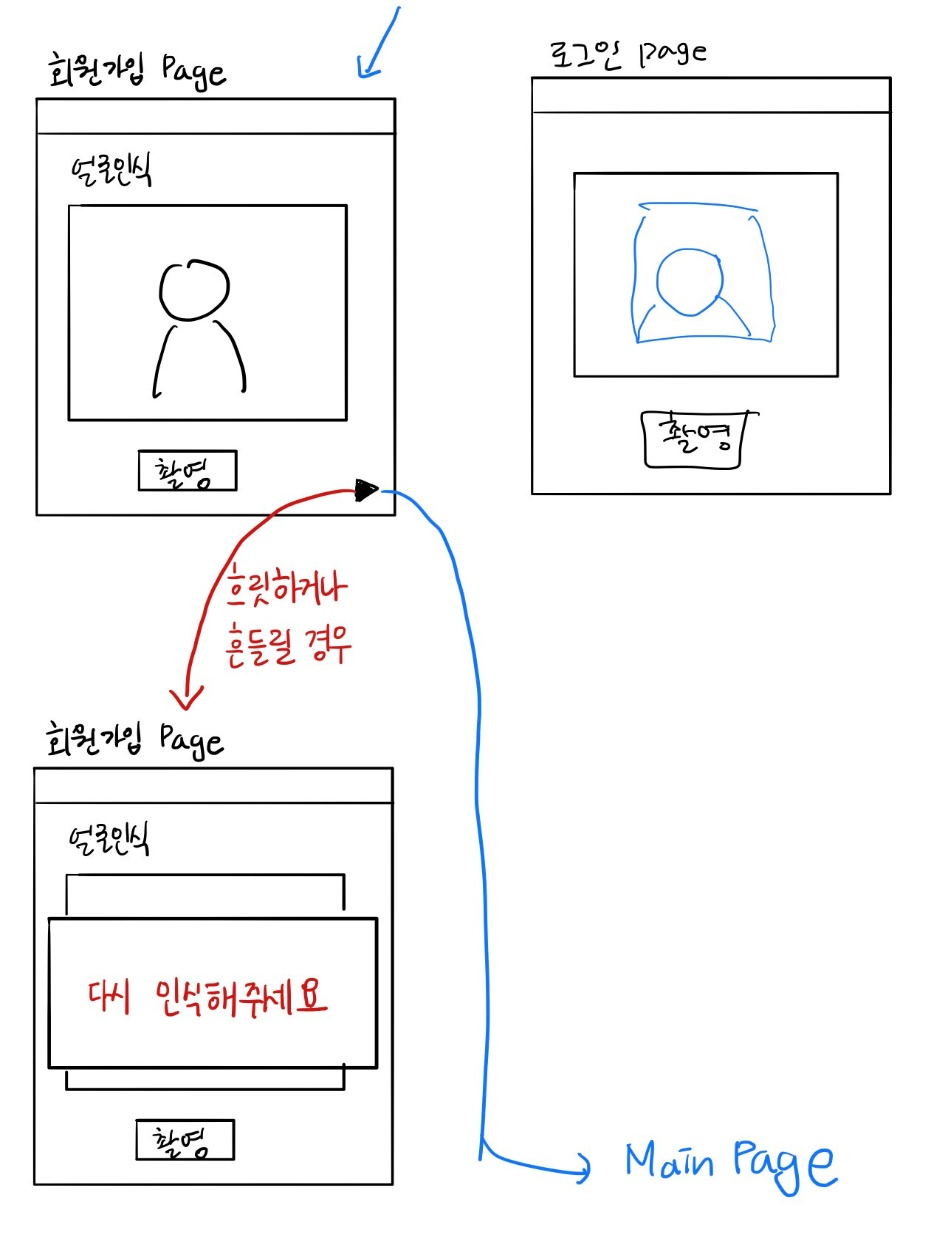 회원가입 Page
로그인 page
얼굴인식
촬영
촬영
흐릿하거나
흔들릴 경우
회원가입 Page
얼굴인식
다시 인식해주세요
촬영
Main Page